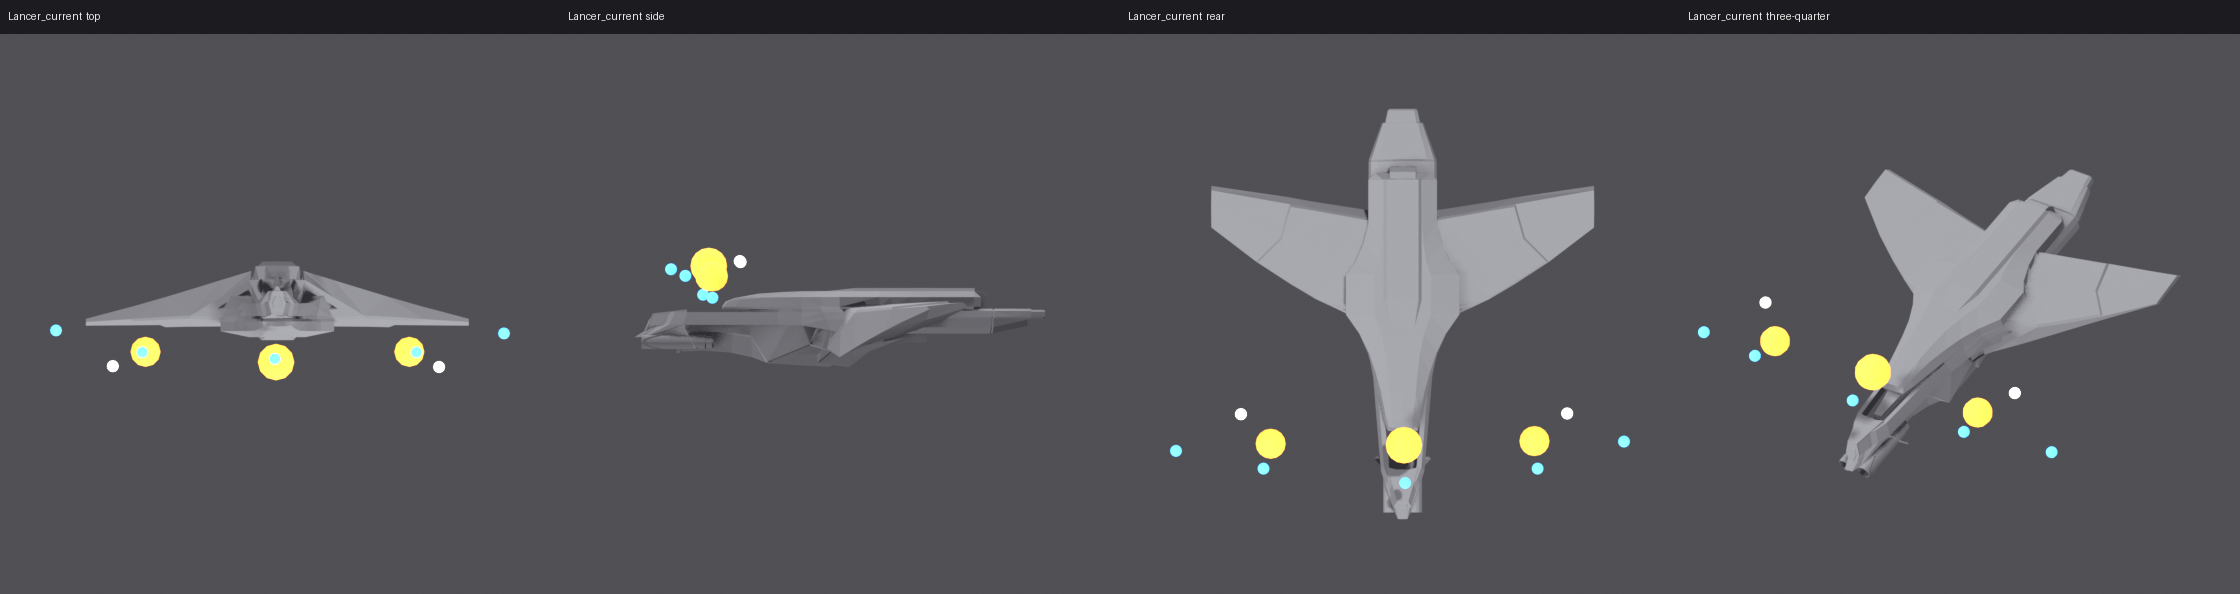 Lancer_current top
Lancer_current side
Lancer_current rear
Lancer_current three-quarter